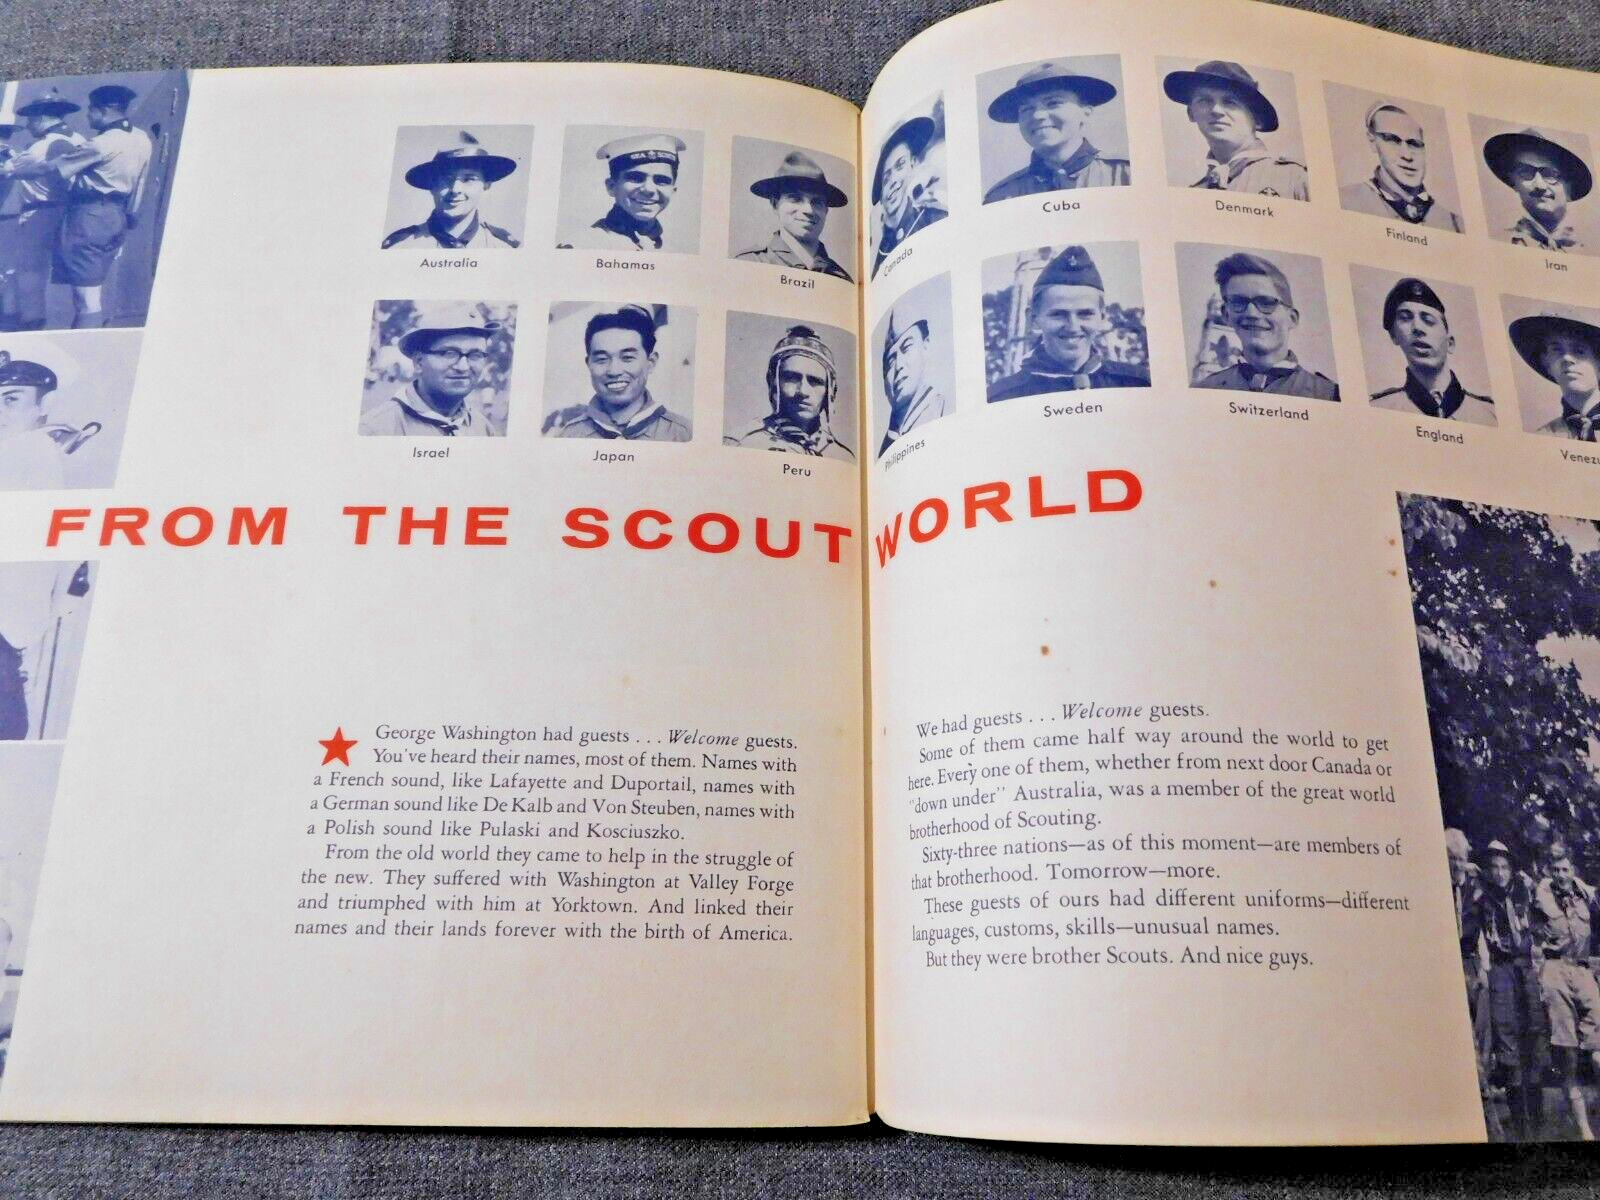 SEA SCOUTS
Australia
Bahamas
Brazil
Israel
Japan
Peru
Canada
Cuba
Denmark
Finland
Iran
Philippines
Sweden
Switzerland
England
Venezu
FROM THE SCOUT WORLD
George Washington had guests . . . Welcome guests.
You've heard their names, most of them. Names with
a French sound, like Lafayette and Duportail, names with
a German sound like De Kalb and Von Steuben, names with
a Polish sound like Pulaski and Kosciuszko.
From the old world they came to help in the struggle of
the new. They suffered with Washington at Valley Forge
and triumphed with him at Yorktown. And linked their
names and their lands forever with the birth of America.
We had guests . . . Welcome guests.
Some of them came half way around the world to get
here. Every one of them, whether from next door Canada or
"down under" Australia, was a member of the great world
brotherhood of Scouting.
Sixty-three nations—as of this moment—are members of
that brotherhood. Tomorrow—more.
These guests of ours had different uniforms—different
languages, customs, skills—unusual names.
But they were brother Scouts. And nice guys.